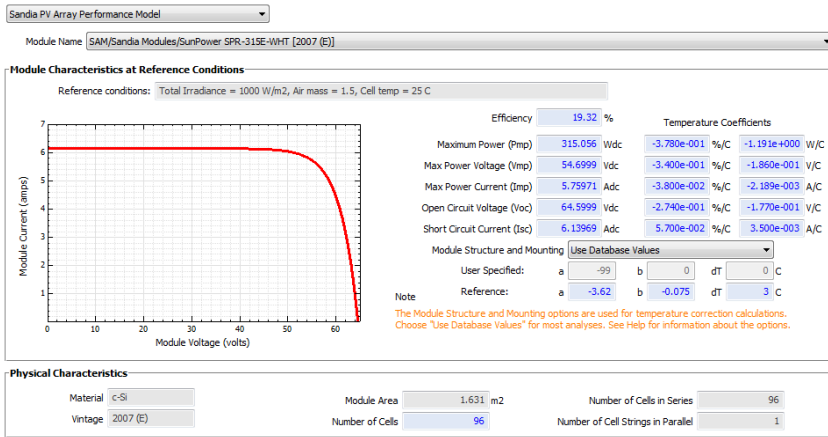 Sandia PV Array Performance Model
Module Name SAM/Sandia Modules/SunPower SPR-315E-WHT [2007 (E)]
Module Characteristics at Reference Conditions
Reference conditions: Total Irradiance = 1000 W/m2, Air mass = 1.5, Cell temp = 25 C
Efficiency 19.32 %
Temperature Coefficients
Maximum Power (Pmp) 315.056 Wdc -3.780e-001 %/C -1.191e+000 W/C
Max Power Voltage (Vmp) 54.6999 Vdc -3.400e-001 %/C -1.860e-001 V/C
Max Power Current (Imp) 5.75971 Adc -3.800e-002 %/C -2.189e-003 A/C
Open Circuit Voltage (Voc) 64.5999 Vdc -2.740e-001 %/C -1.770e-001 V/C
Short Circuit Current (Isc) 6.13969 Adc 5.700e-002 %/C 3.500e-003 A/C
Module Structure and Mounting Use Database Values
User Specified: a -99 b 0 dT 0 C
Reference: a -3.62 b -0.075 dT 3 C
Note
The Module Structure and Mounting options are used for temperature correction calculations.
Choose "Use Database Values" for most analyses. See Help for information about the options.
Module Current (amps)
7
6
5
4
3
2
1
0 10 20 30 40 50 60
Module Voltage (volts)
Physical Characteristics
Material c-Si
Module Area 1.631 m2
Number of Cells in Series 96
Vintage 2007 (E)
Number of Cells 96
Number of Cell Strings in Parallel 1